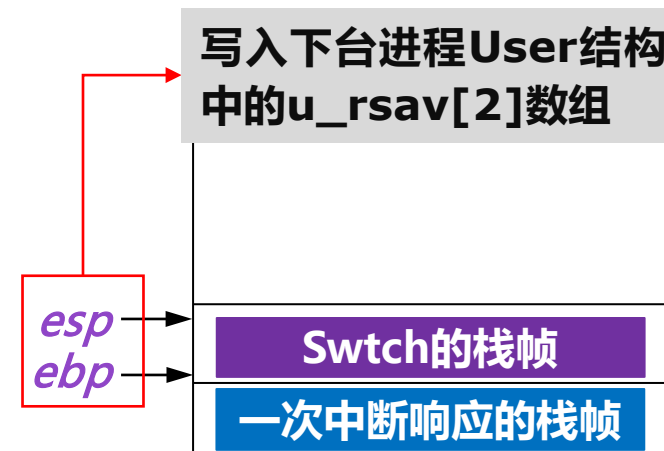 写入下台进程User结构
中的u_rsav[2]数组
esp
ebp
Swtch的栈帧
一次中断响应的栈帧